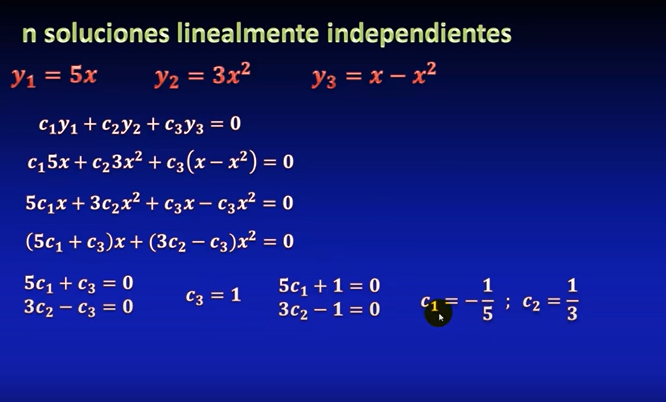 n soluciones linealmente independientes
y₁ = 5x y₂ = 3x² y₃ = x − x²
c₁y₁ + c₂y₂ + c₃y₃ = 0
c₁5x + c₂3x² + c₃(x − x²) = 0
5c₁x + 3c₂x² + c₃x − c₃x² = 0
(5c₁ + c₃)x + (3c₂ − c₃)x² = 0
5c₁ + c₃ = 0
3c₂ − c₃ = 0
c₃ = 1
5c₁ + 1 = 0
3c₂ − 1 = 0
c₁ = −1/5 ; c₂ = 1/3